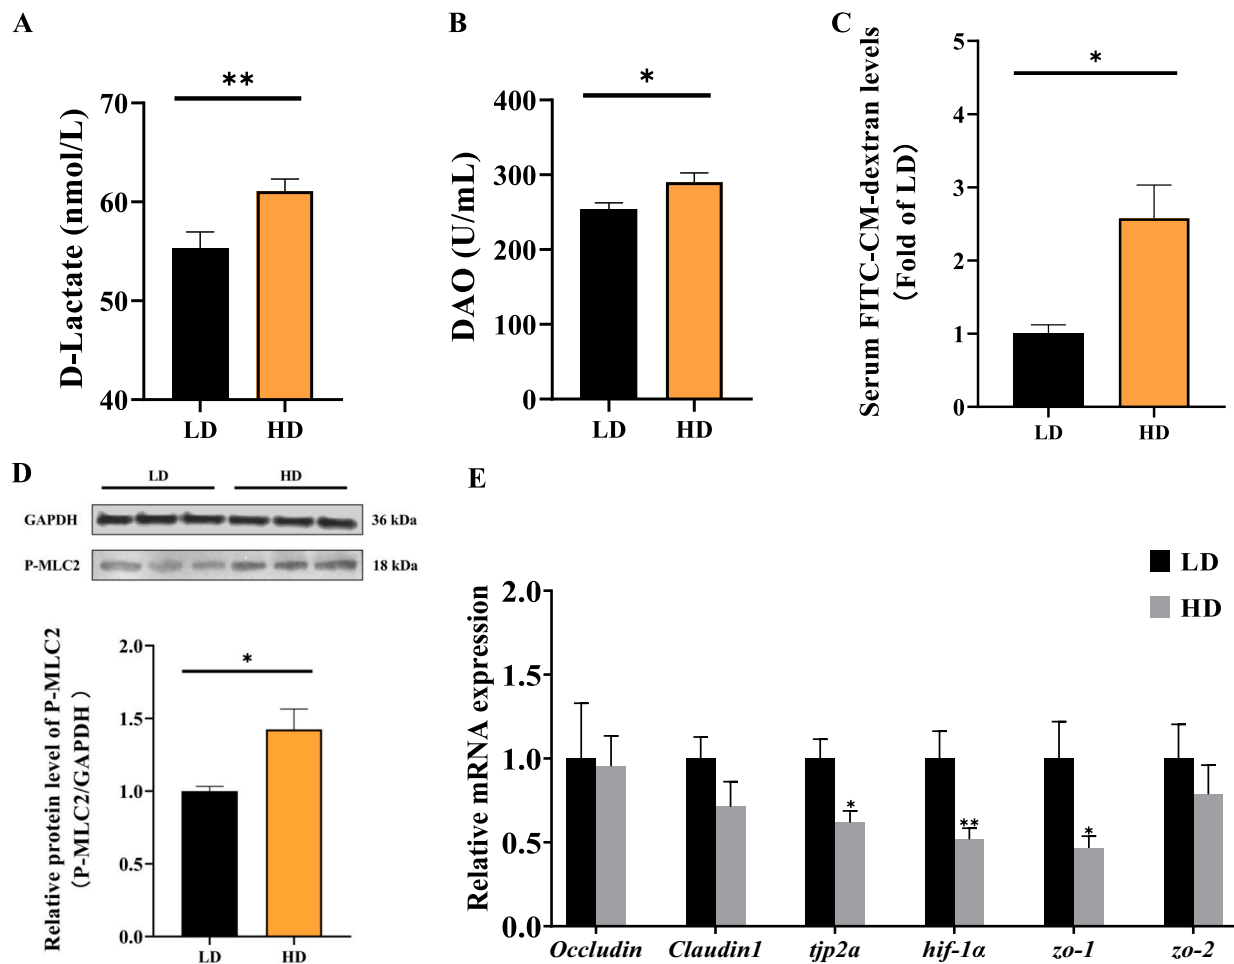 A
**
D-Lactate (nmol/L)
70
60
50
40
LD
HD
B
*
DAO (U/mL)
400
300
200
100
0
LD
HD
C
*
Serum FITC-CM-dextran levels
(Fold of LD)
5
4
3
2
1
0
LD
HD
D
LD
HD
GAPDH
36 kDa
P-MLC2
18 kDa
*
Relative protein level of P-MLC2
(P-MLC2/GAPDH)
2.0
1.5
1.0
0.5
0.0
LD
HD
E
LD
HD
Relative mRNA expression
2.0
1.5
1.0
0.5
0.0
*
**
*
Occludin
Claudin1
tjp2a
hif-1α
zo-1
zo-2